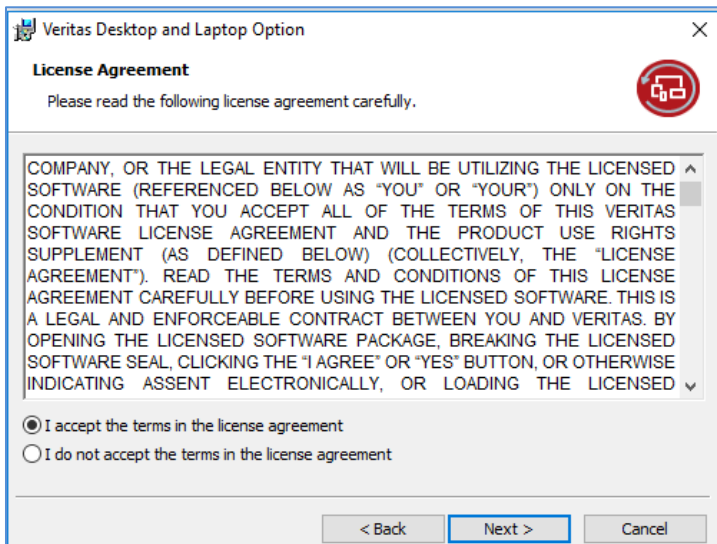 Veritas Desktop and Laptop Option
License Agreement
Please read the following license agreement carefully.
COMPANY, OR THE LEGAL ENTITY THAT WILL BE UTILIZING THE LICENSED
SOFTWARE (REFERENCED BELOW AS “YOU” OR “YOUR”) ONLY ON THE
CONDITION THAT YOU ACCEPT ALL OF THE TERMS OF THIS VERITAS
SOFTWARE LICENSE AGREEMENT AND THE PRODUCT USE RIGHTS
SUPPLEMENT (AS DEFINED BELOW) (COLLECTIVELY, THE “LICENSE
AGREEMENT”). READ THE TERMS AND CONDITIONS OF THIS LICENSE
AGREEMENT CAREFULLY BEFORE USING THE LICENSED SOFTWARE. THIS IS
A LEGAL AND ENFORCEABLE CONTRACT BETWEEN YOU AND VERITAS. BY
OPENING THE LICENSED SOFTWARE PACKAGE, BREAKING THE LICENSED
SOFTWARE SEAL, CLICKING THE “I AGREE” OR “YES” BUTTON, OR OTHERWISE
INDICATING ASSENT ELECTRONICALLY, OR LOADING THE LICENSED
I accept the terms in the license agreement
I do not accept the terms in the license agreement
< Back Next > Cancel